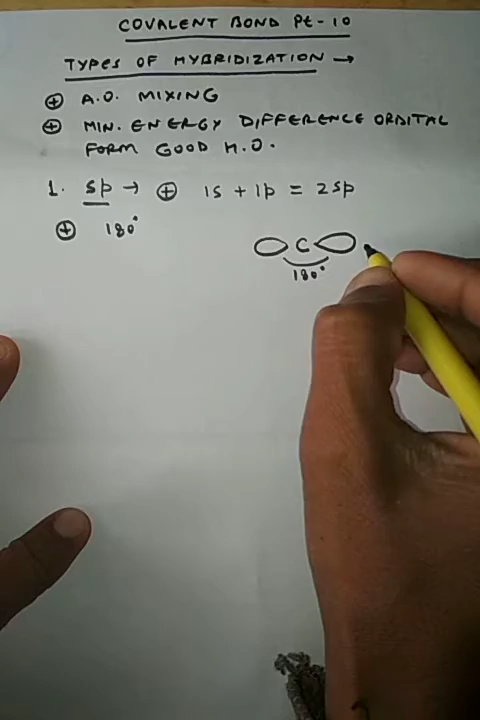 COVALENT BOND Pt-10
TYPES OF HYBRIDIZATION →
⊕ A.O. MIXING
⊕ MIN. ENERGY DIFFERENCE ORBITAL
FORM GOOD H.O.
1. sp → ⊕ 1s + 1p = 2sp
⊕ 180°
C
180°